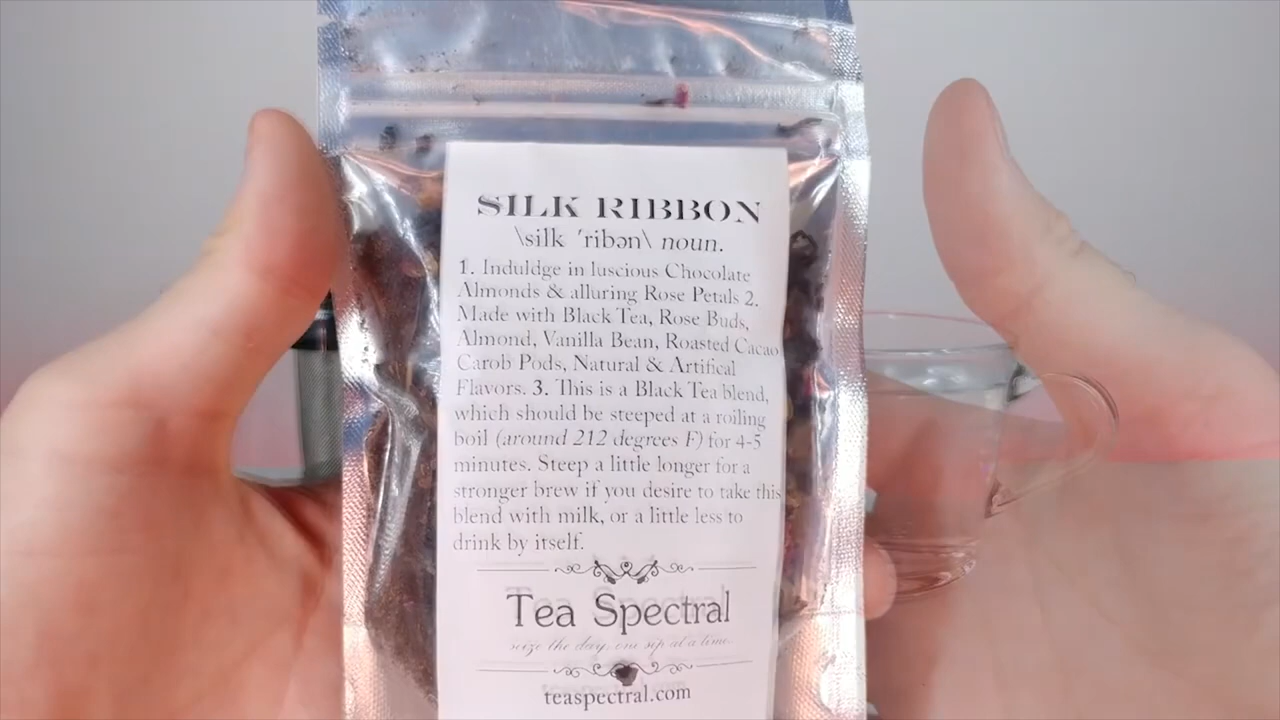 SILK RIBBON
\silk 'ribən\ noun.
1. Induldge in luscious Chocolate
Almonds & alluring Rose Petals 2.
Made with Black Tea, Rose Buds,
Almond, Vanilla Bean, Roasted Cacao
Carob Pods, Natural & Artifical
Flavors. 3. This is a Black Tea blend,
which should be steeped at a roiling
boil (around 212 degrees F) for 4-5
minutes. Steep a little longer for a
stronger brew if you desire to take this
blend with milk, or a little less to
drink by itself.
Tea Spectral
seize the day, one sip at a time.
teaspectral.com